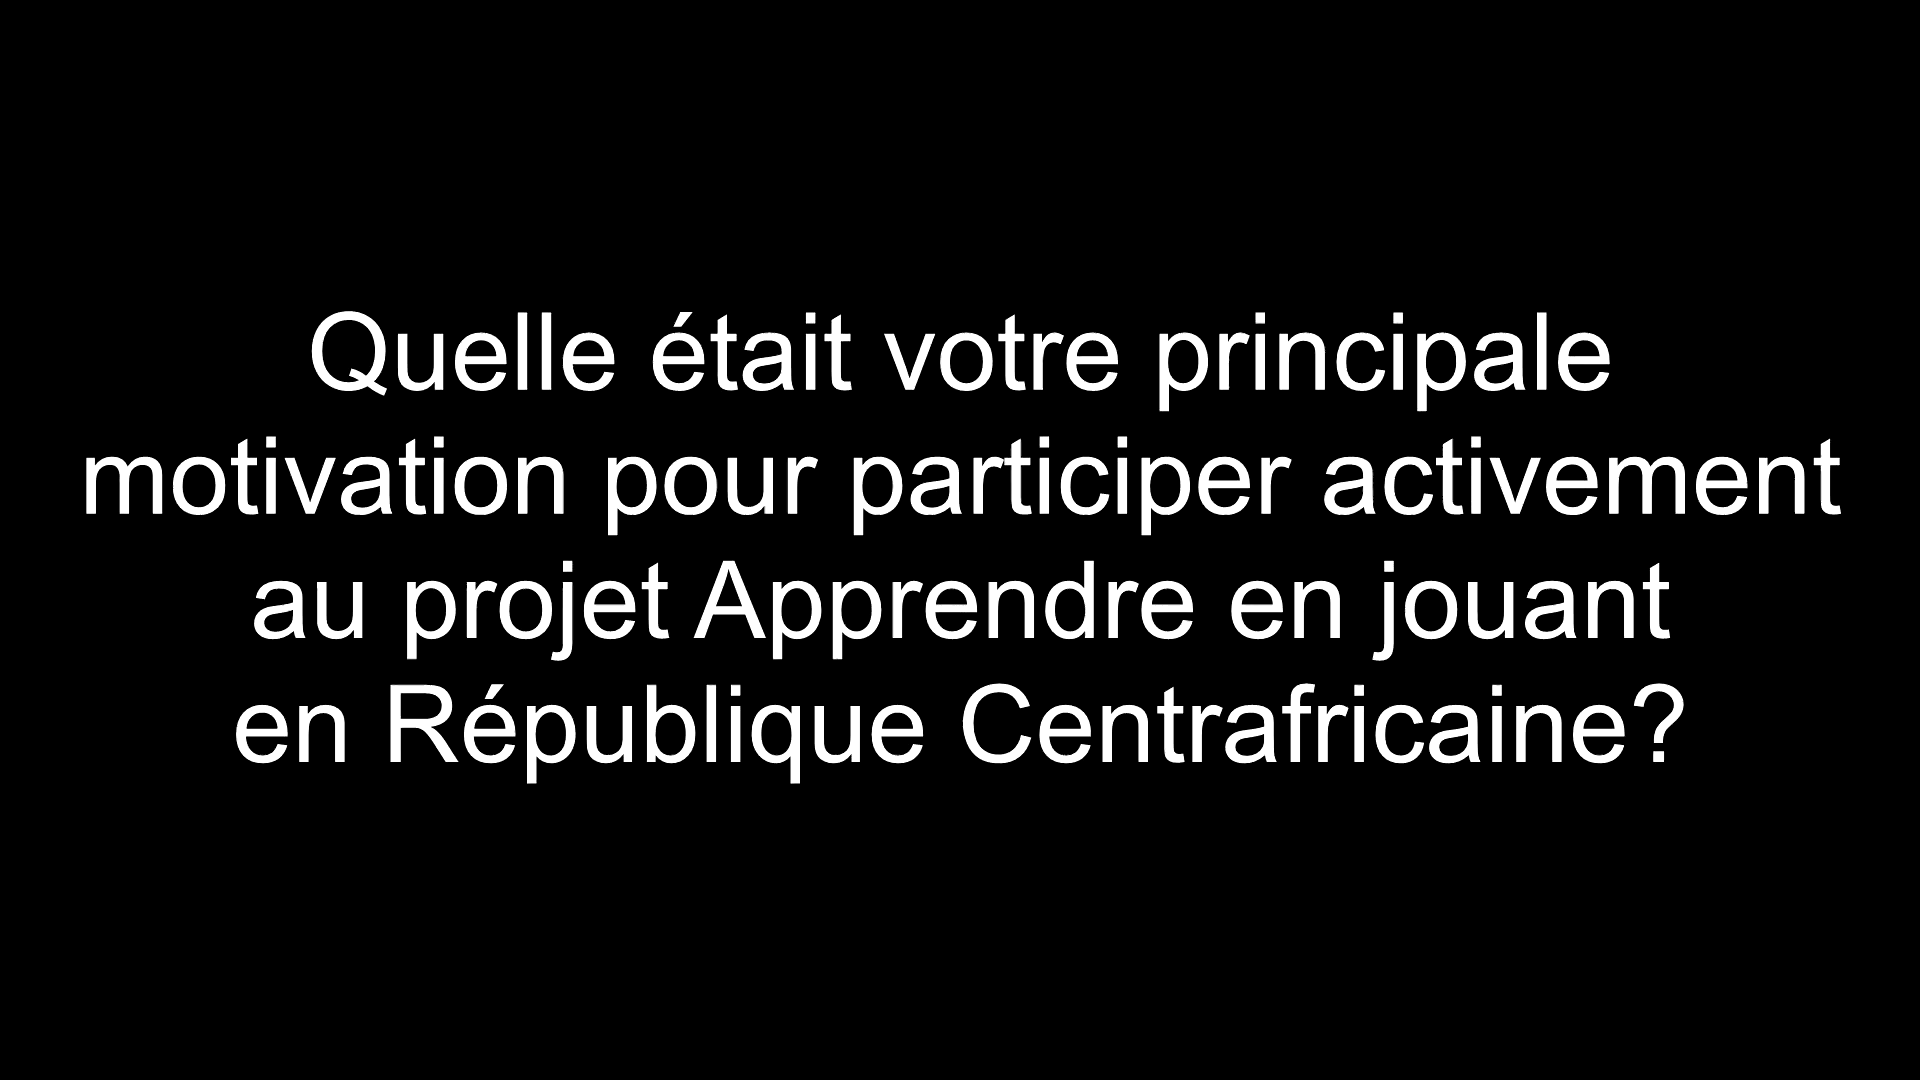 Quelle était votre principale
motivation pour participer activement
au projet Apprendre en jouant
en République Centrafricaine?